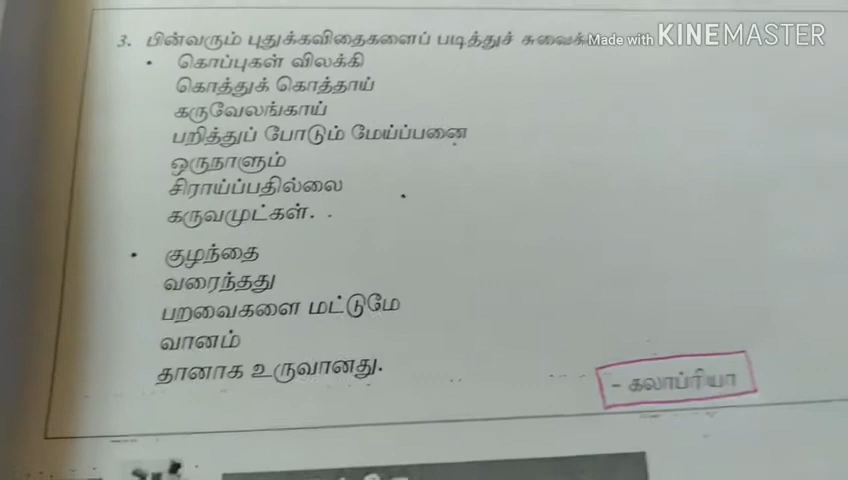 3. பின்வரும் புதுக்கவிதைகளைப் படித்துச் Made with KINEMASTER
• கொப்புகள் விலக்கி
கொத்துக் கொத்தாய்
கருவேலங்காய்
பறித்துப் போடும் மேய்ப்பனை
ஒருநாளும்
சிராய்ப்பதில்லை
கருவமுட்கள்.
• குழந்தை
வரைந்தது
பறவைகளை மட்டுமே
வானம்
தானாக உருவானது.
- கலாப்ரியா